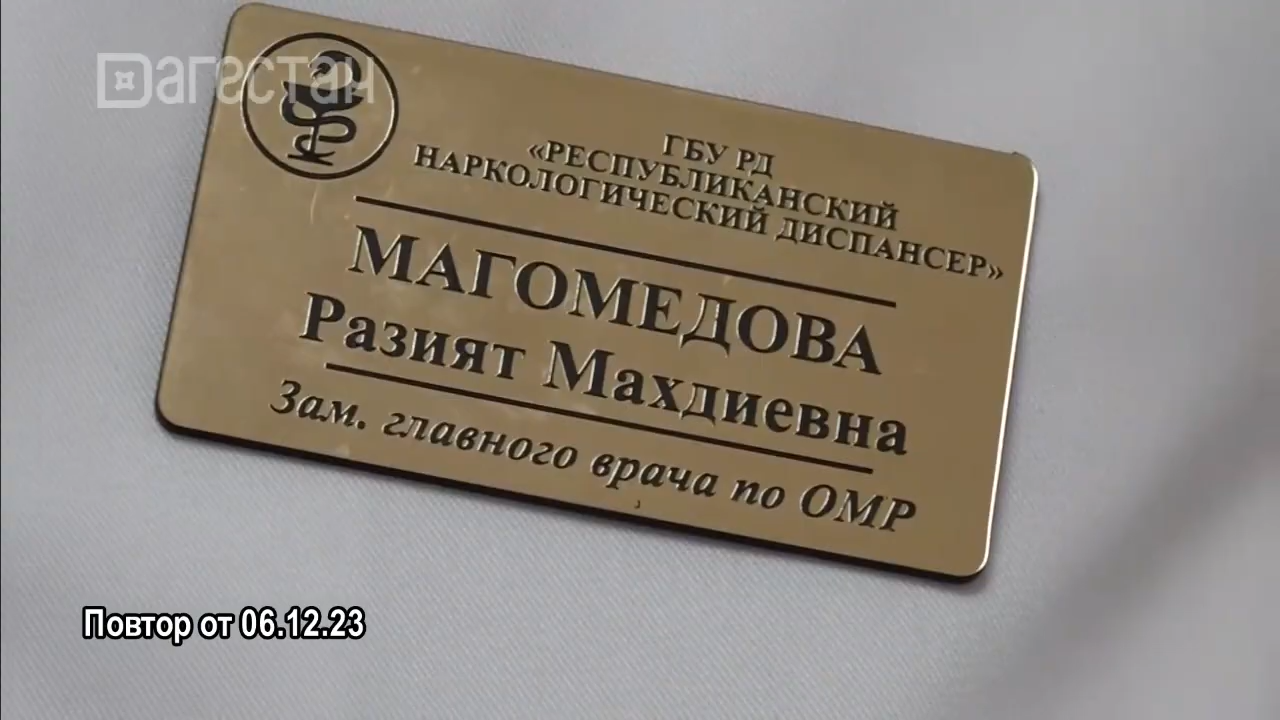 Дагестан
ГБУ РД
«РЕСПУБЛИКАНСКИЙ
НАРКОЛОГИЧЕСКИЙ ДИСПАНСЕР»
МАГОМЕДОВА
Разият Махдиевна
Зам. главного врача по ОМР
Повтор от 06.12.23